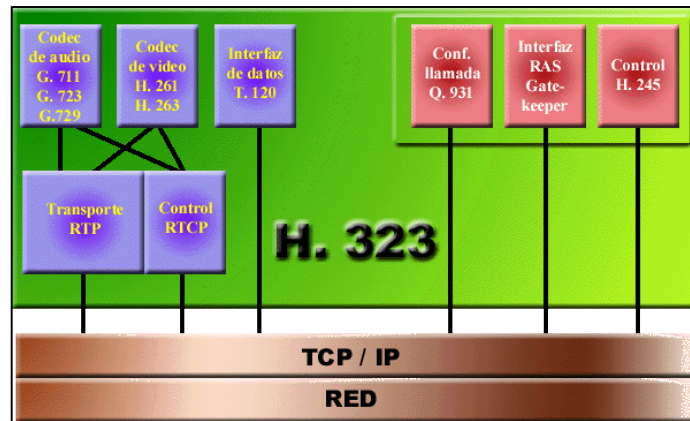 Codec
de audio
G. 711
G. 723
G.729
Codec
de video
H. 261
H. 263
Interfaz
de datos
T. 120
Conf.
llamada
Q. 931
Interfaz
RAS
Gate-
keeper
Control
H. 245
Transporte
RTP
Control
RTCP
H. 323
TCP / IP
RED